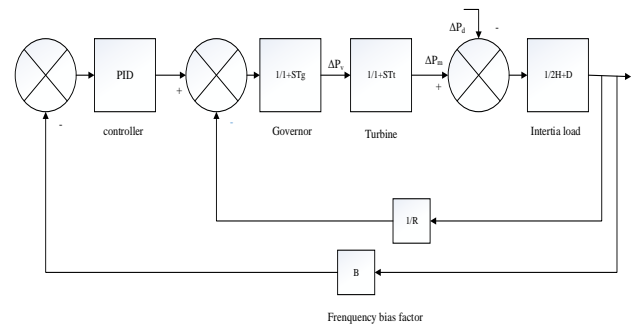 ΔPd
-
PID
1/1+STg
ΔPv
1/1+STt
ΔPm
1/2H+D
+
+
-
-
controller
Governor
Turbine
Intertia load
1/R
B
Frenquency bias factor